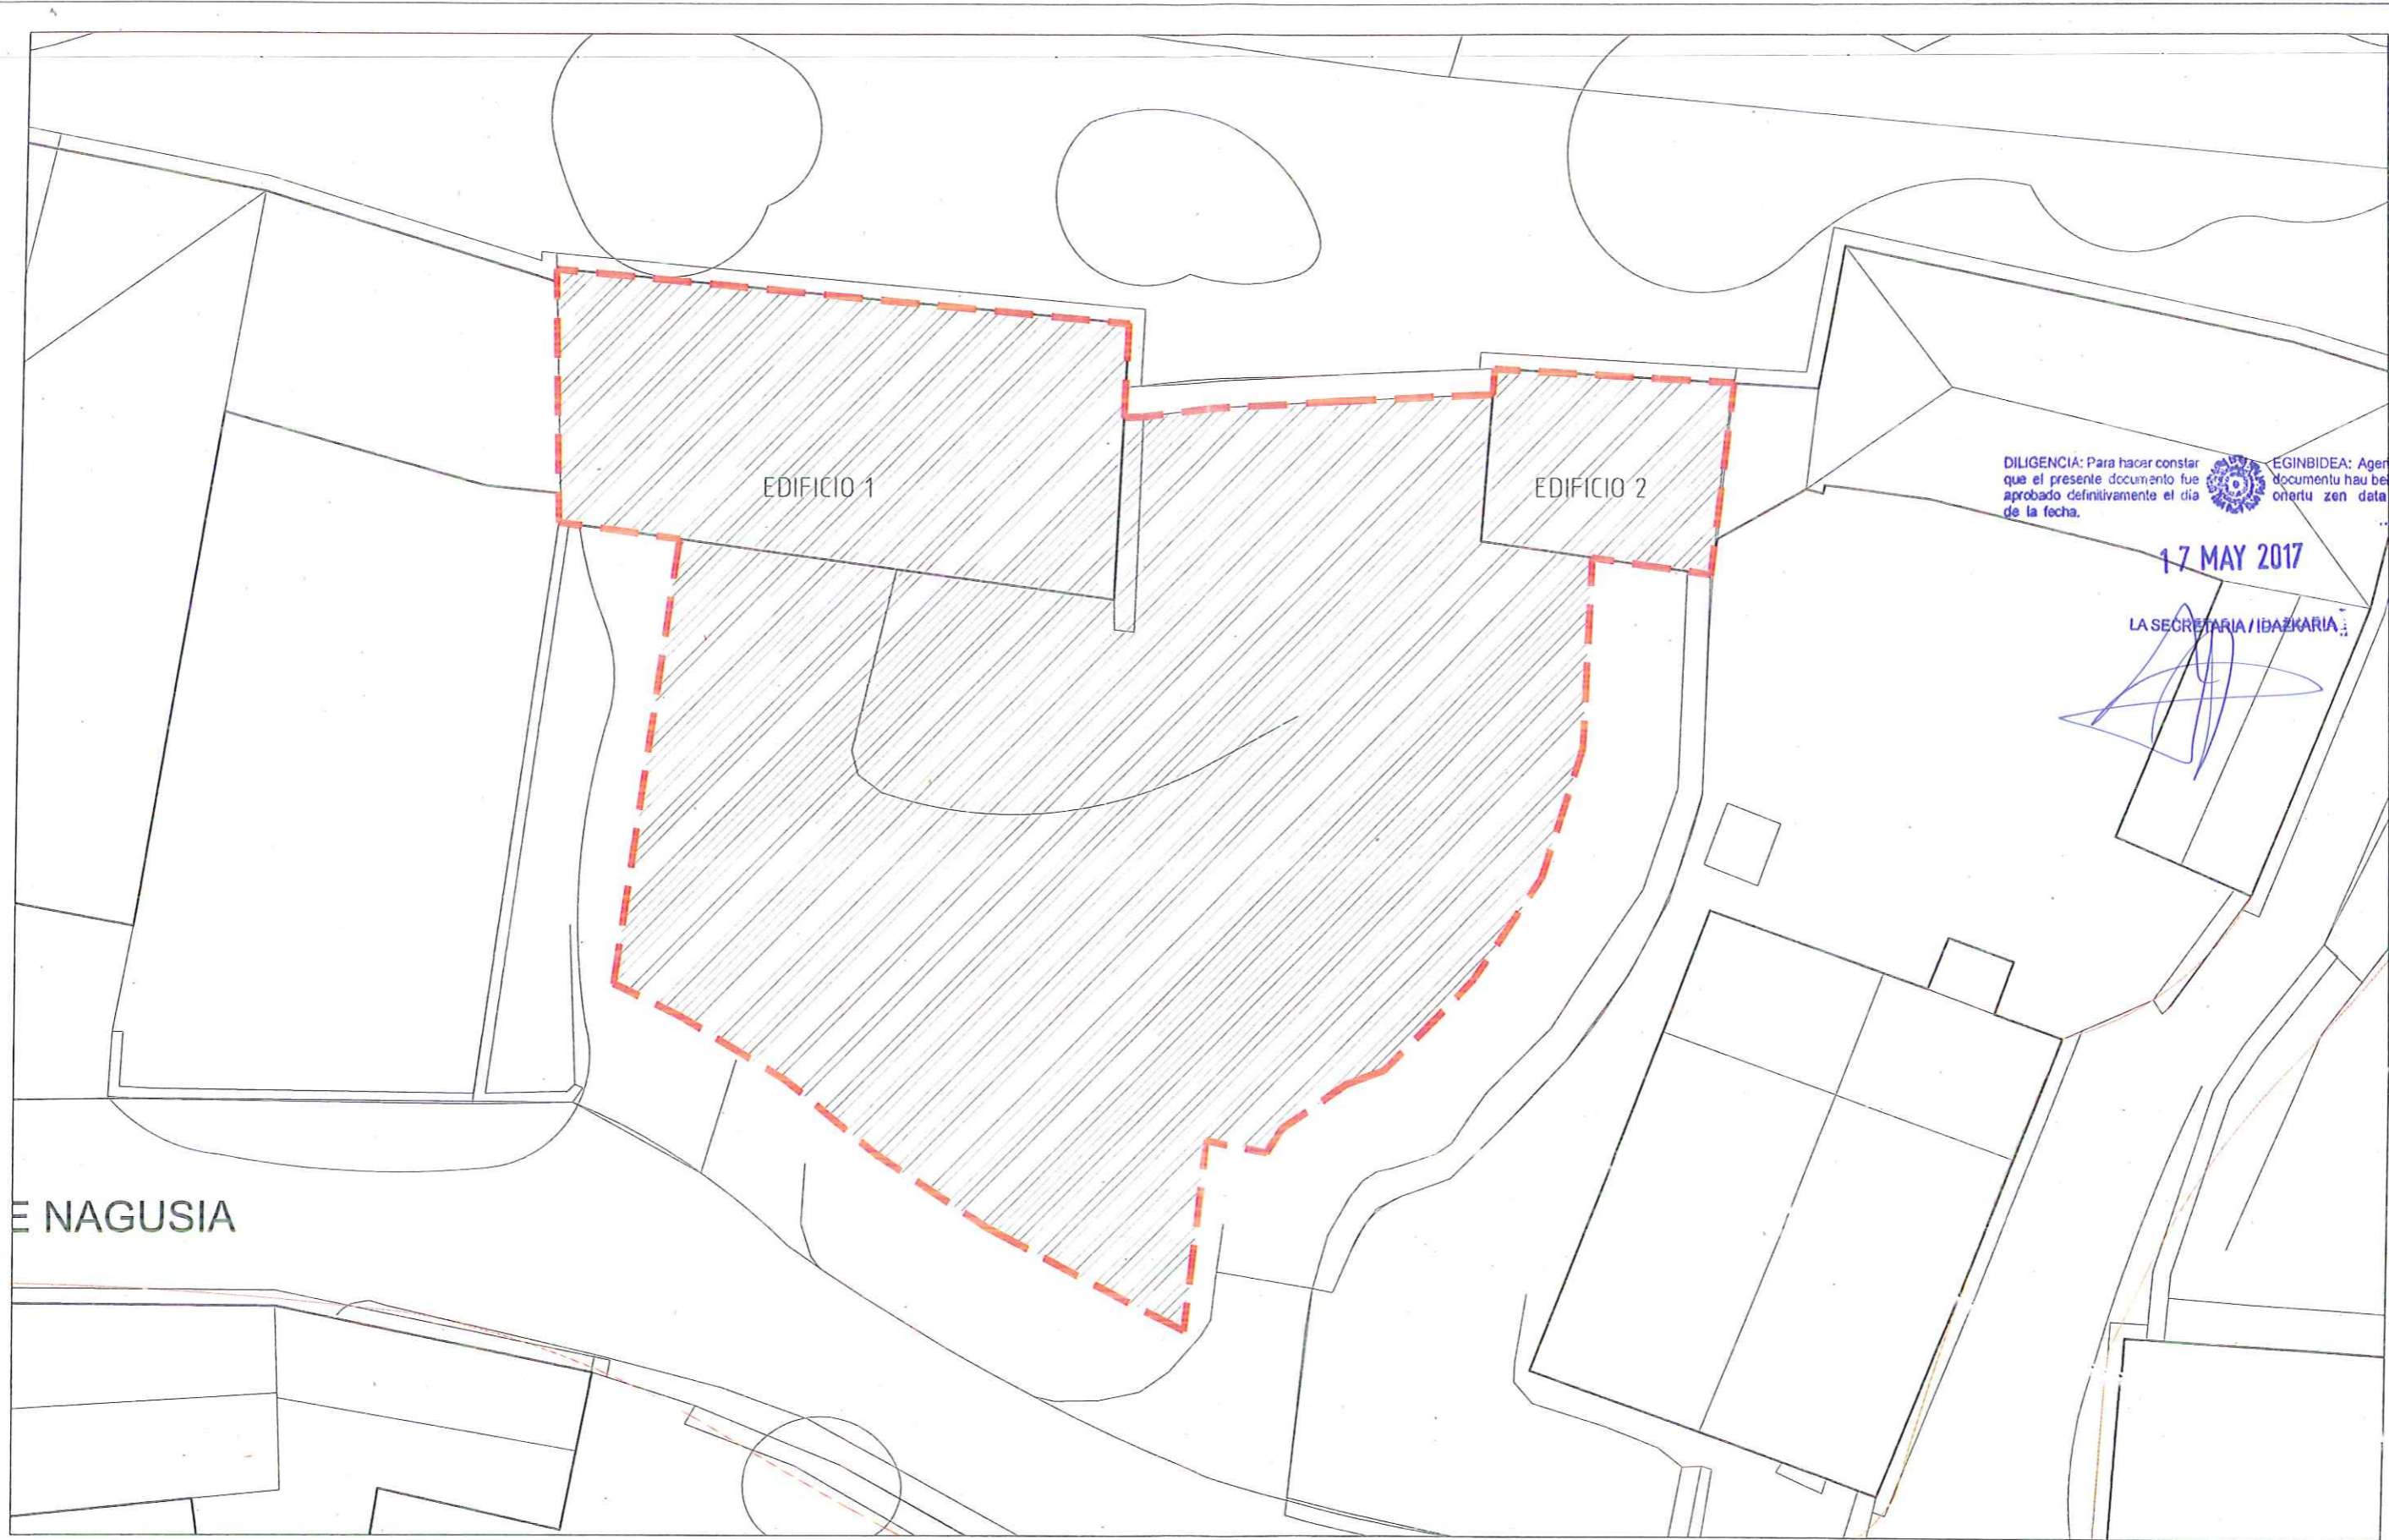 EDIFICIO 1
EDIFICIO 2
DILIGENCIA: Para hacer constar
que el presente documento fue
aprobado definitivamente el día
de la fecha.
EGINBIDEA: Ager
documentu hau be
onartu zen data
17 MAY 2017
LA SECRETARIA / IDAZKARIA
E NAGUSIA